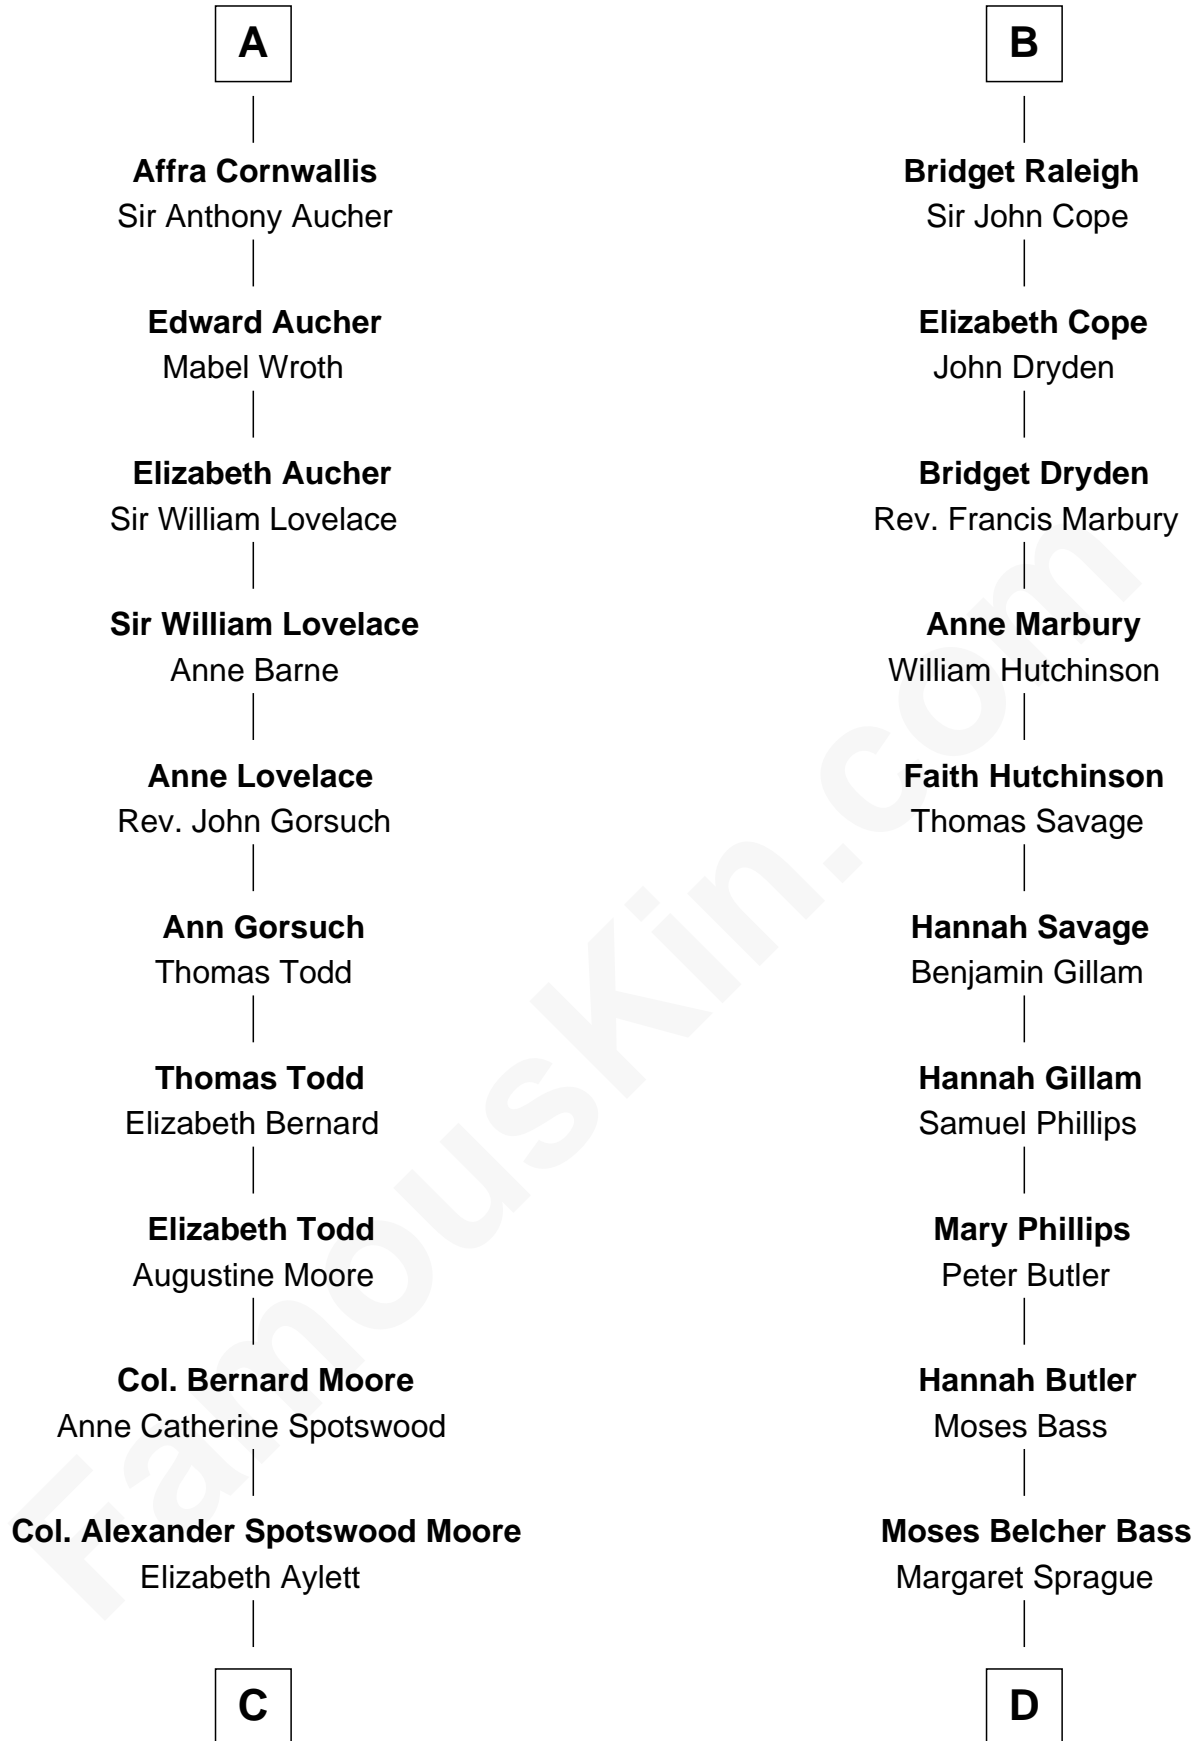 A
Affra Cornwallis
Sir Anthony Aucher
Edward Aucher
Mabel Wroth
Elizabeth Aucher
Sir William Lovelace
Sir William Lovelace
Anne Barne
Anne Lovelace
Rev. John Gorsuch
Ann Gorsuch
Thomas Todd
Thomas Todd
Elizabeth Bernard
Elizabeth Todd
Augustine Moore
Col. Bernard Moore
Anne Catherine Spotswood
Col. Alexander Spotswood Moore
Elizabeth Aylett
C
B
Bridget Raleigh
Sir John Cope
Elizabeth Cope
John Dryden
Bridget Dryden
Rev. Francis Marbury
Anne Marbury
William Hutchinson
Faith Hutchinson
Thomas Savage
Hannah Savage
Benjamin Gillam
Hannah Gillam
Samuel Phillips
Mary Phillips
Peter Butler
Hannah Butler
Moses Bass
Moses Belcher Bass
Margaret Sprague
D
FamousKin.com